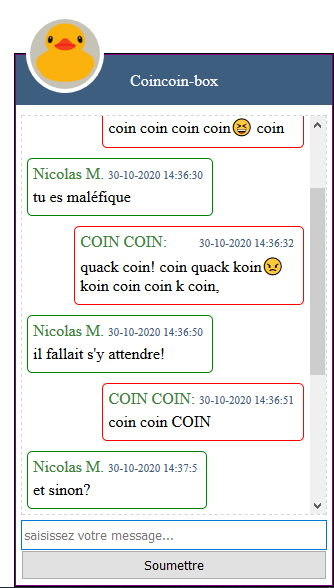 Coincoin-box
coin coin coin coin😆 coin
Nicolas M. 30-10-2020 14:36:30
tu es maléfique
COIN COIN: 30-10-2020 14:36:32
quack coin! coin quack koin😠
koin coin coin k coin,
Nicolas M. 30-10-2020 14:36:50
il fallait s'y attendre!
COIN COIN: 30-10-2020 14:36:51
coin coin COIN
Nicolas M. 30-10-2020 14:37:5
et sinon?
saisissez votre message...
Soumettre